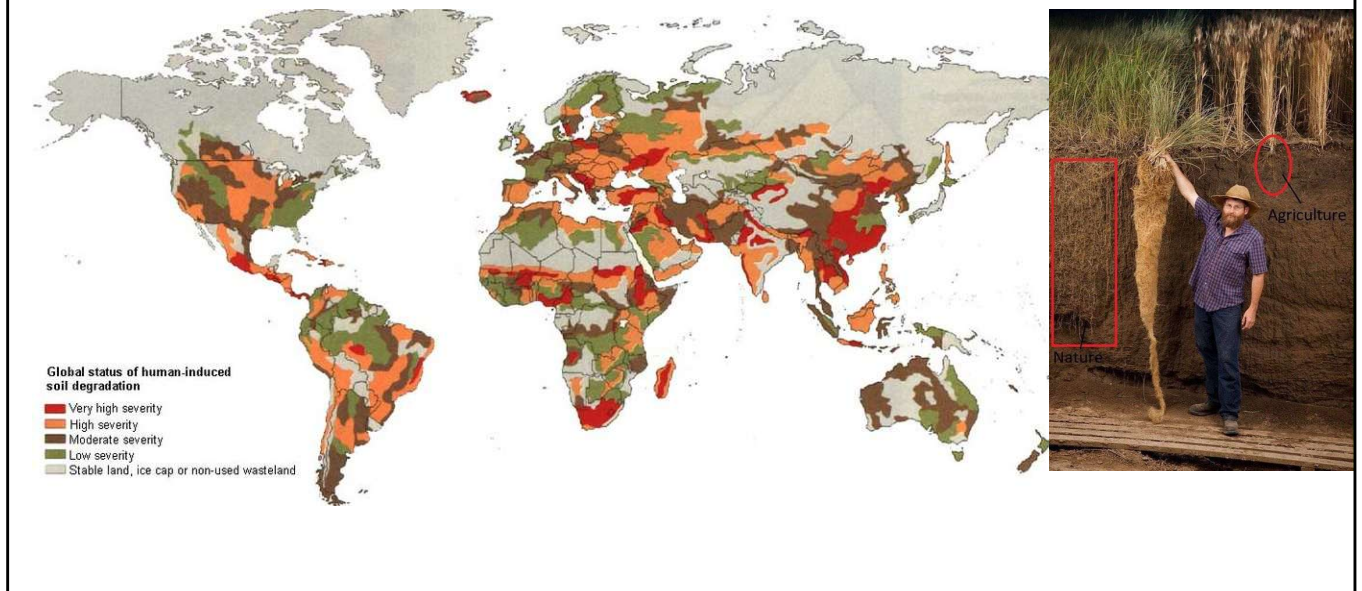 Global status of human-induced
soil degradation
Very high severity
High severity
Moderate severity
Low severity
Stable land, ice cap or non-used wasteland
Agriculture
Nature